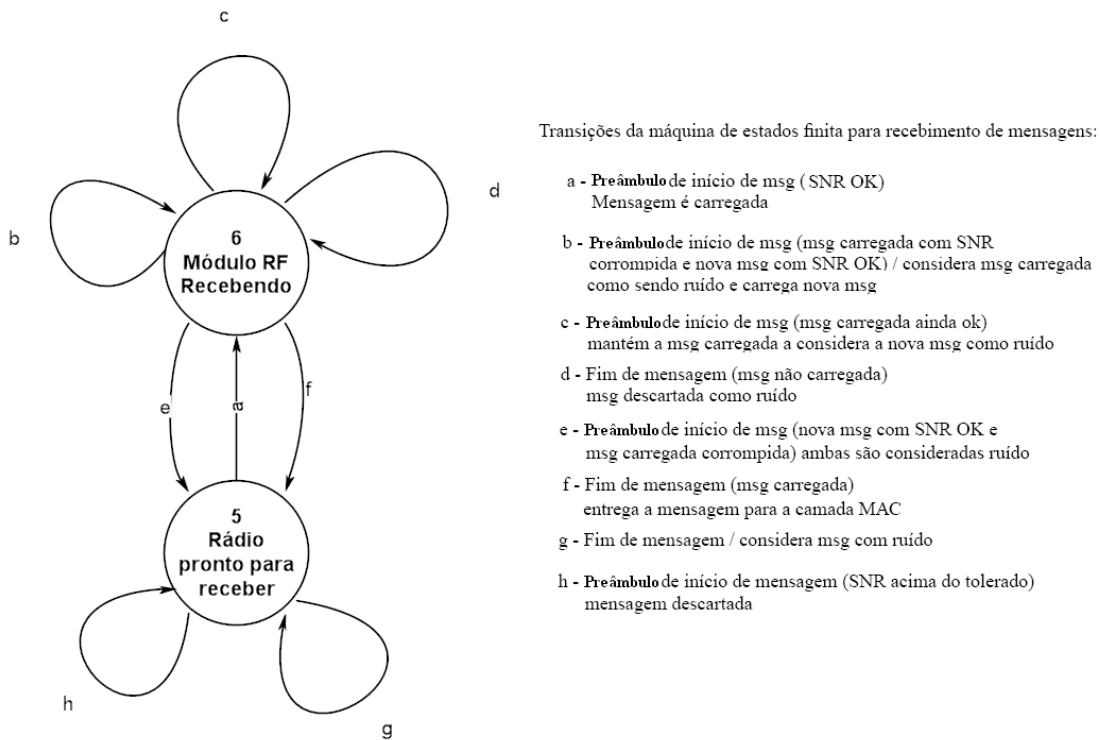 c
b
d
6
Módulo RF
Recebendo
e
a
f
5
Rádio
pronto para
receber
h
g
Transições da máquina de estados finita para recebimento de mensagens:
a - Preâmbulo de início de msg (SNR OK)
Mensagem é carregada
b - Preâmbulo de início de msg (msg carregada com SNR
corrompida e nova msg com SNR OK) / considera msg carregada
como sendo ruído e carrega nova msg
c - Preâmbulo de início de msg (msg carregada ainda ok)
mantém a msg carregada a considera a nova msg como ruído
d - Fim de mensagem (msg não carregada)
msg descartada como ruído
e - Preâmbulo de início de msg (nova msg com SNR OK e
msg carregada corrompida) ambas são consideradas ruído
f - Fim de mensagem (msg carregada)
entrega a mensagem para a camada MAC
g - Fim de mensagem / considera msg com ruído
h - Preâmbulo de início de mensagem (SNR acima do tolerado)
mensagem descartada